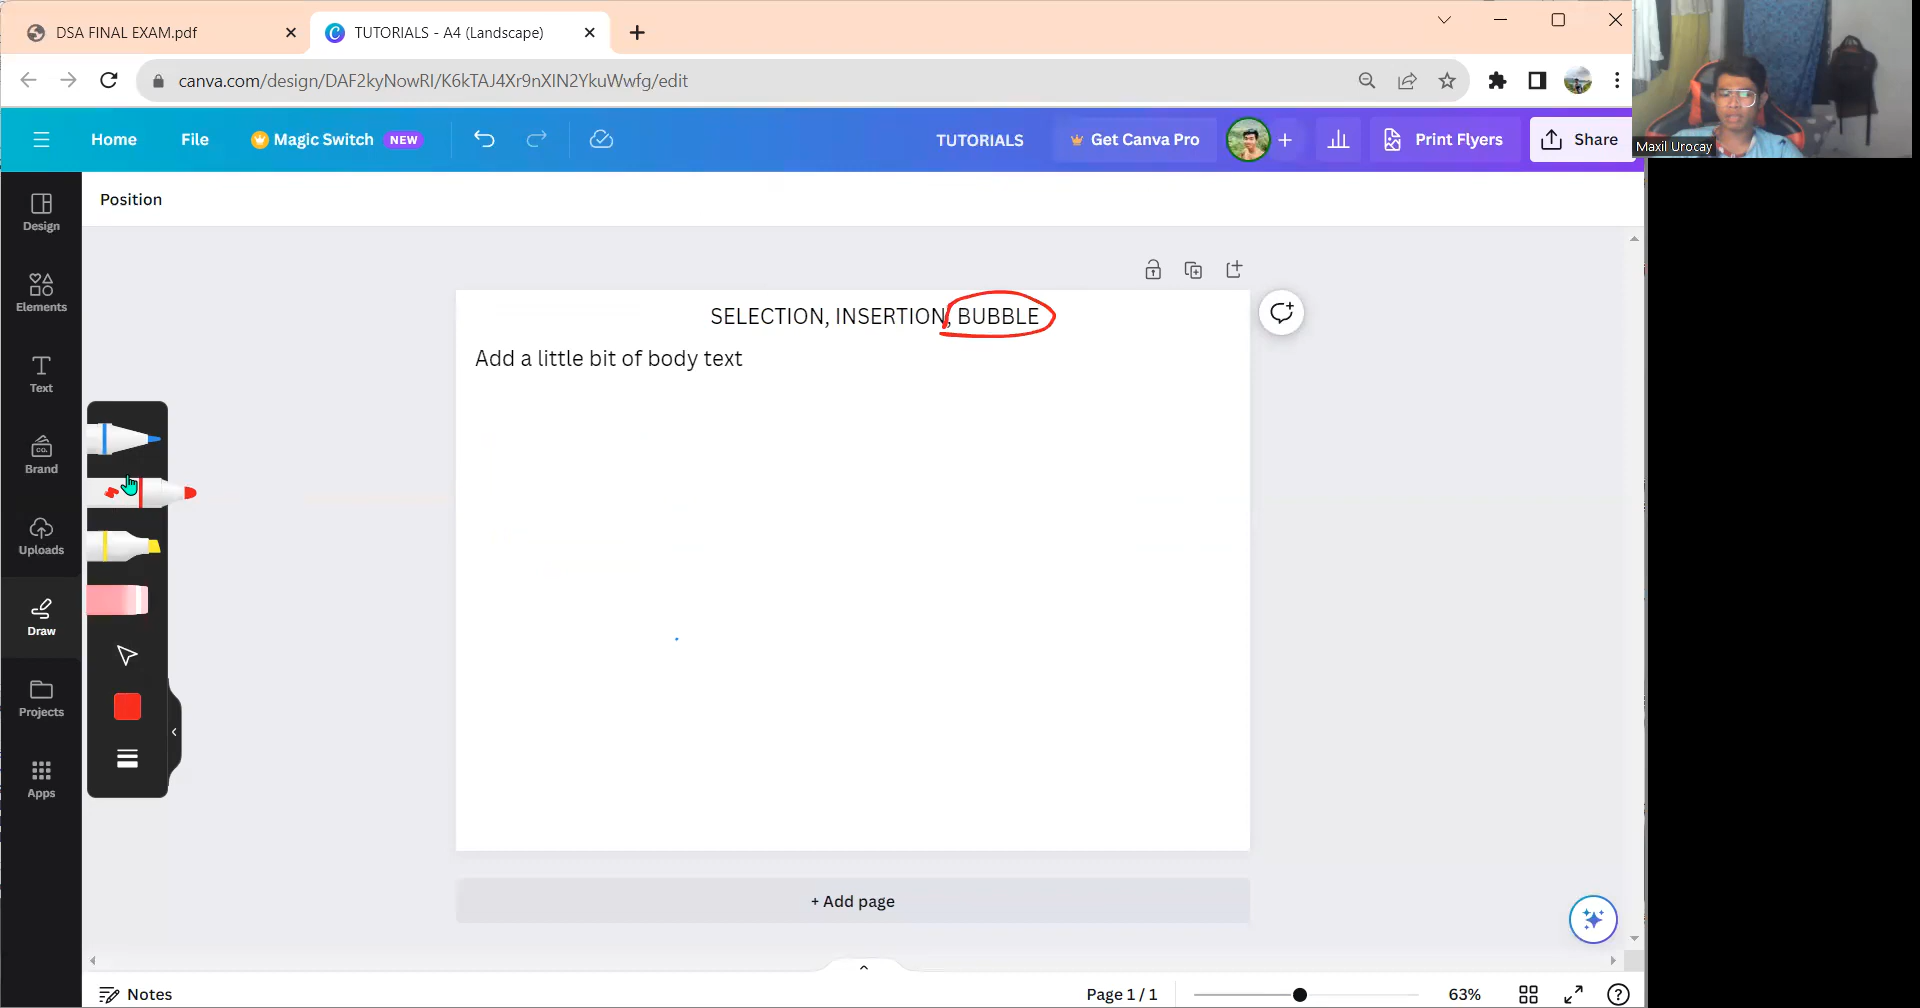 DSA FINAL EXAM.pdf
TUTORIALS - A4 (Landscape)
canva.com/design/DAF2kyNowRI/K6kTAJ4Xr9nXIN2YkuWwfg/edit
Home
File
Magic Switch NEW
TUTORIALS
Get Canva Pro
Print Flyers
Share
Maxil Urocay
Position
Design
Elements
Text
CO.
Brand
Uploads
Draw
Projects
Apps
SELECTION, INSERTION, BUBBLE
Add a little bit of body text
+ Add page
Notes
Page 1 / 1
63%